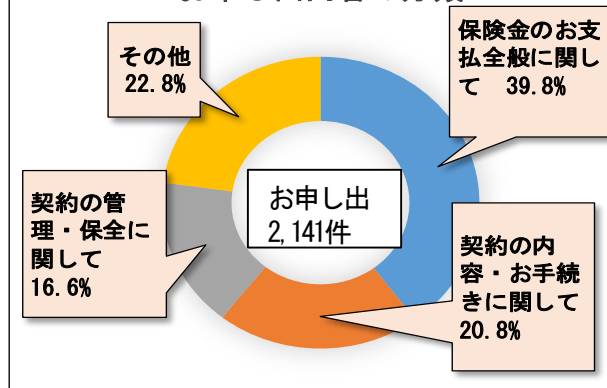 その他
22.8%
保険金のお支
払全般に関し
て　39.8%
お申し出
2,141件
契約の管
理・保全に
関して
16.6%
契約の内
容・お手続
きに関して
20.8%